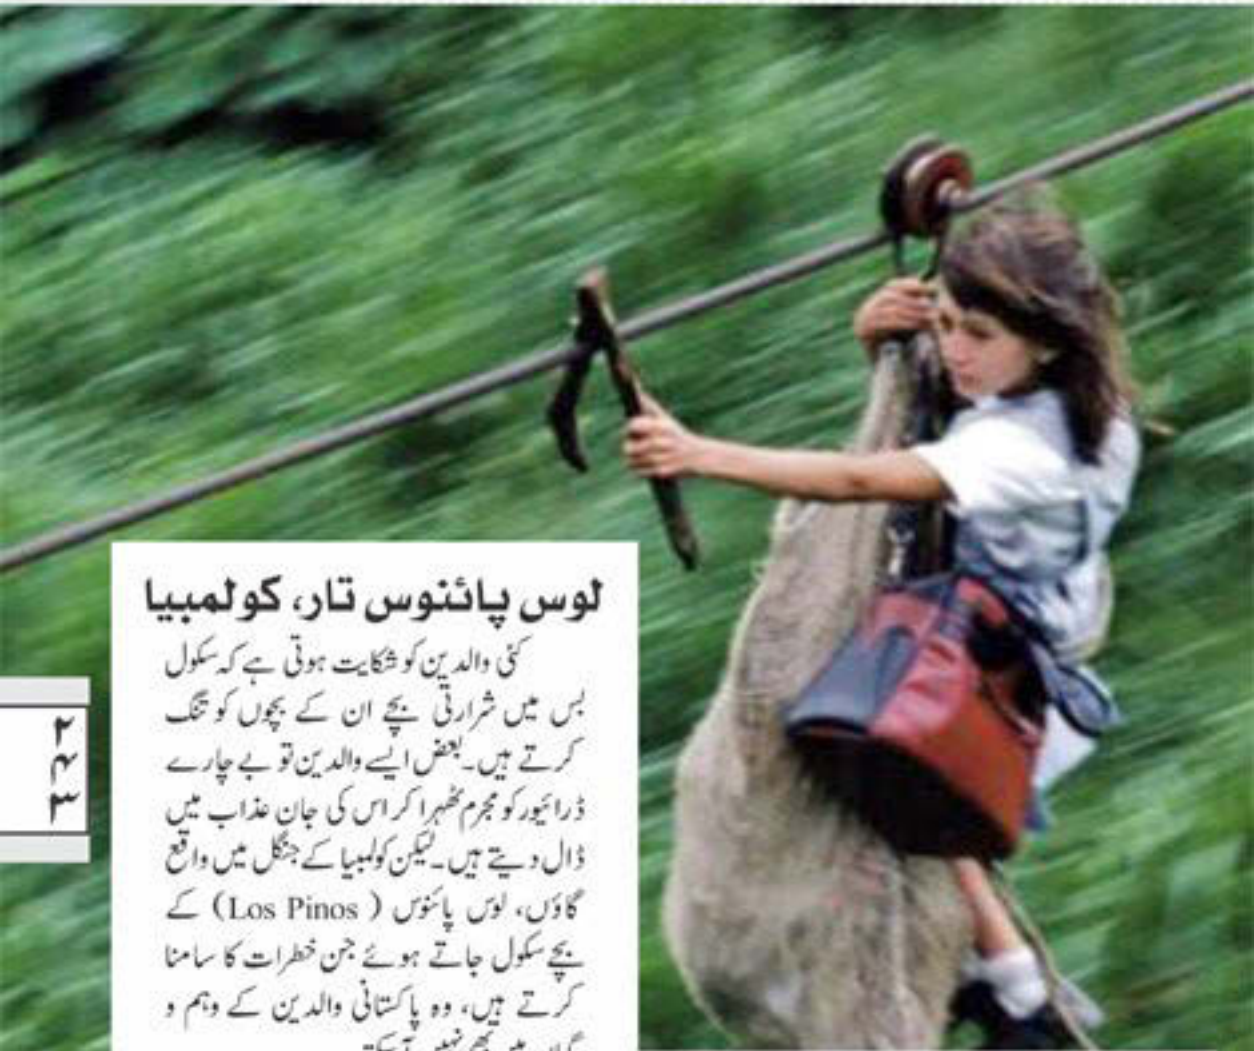 لوس پائنوس تار، کولمبیا
کئی والدین کو شکایت ہوتی ہے کہ سکول
بس میں شرارتی بچے ان کے بچوں کو تنگ
کرتے ہیں۔ بعض ایسے والدین تو بے چارے
ڈرائیور کو مجرم ٹھہرا کر اس کی جان عذاب میں
ڈال دیتے ہیں۔ لیکن کولمبیا کے جنگل میں واقع
گاؤں، لوس پائنوس ( Los Pinos) کے
بچے سکول جاتے ہوئے جن خطرات کا سامنا
کرتے ہیں، وہ پاکستانی والدین کے وہم و
۲
۴
۳